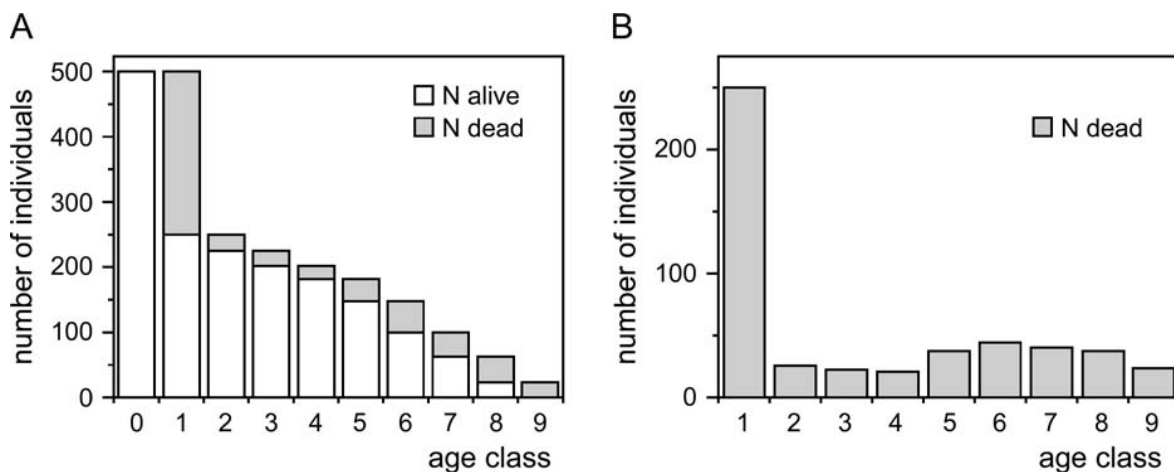 A
number of individuals
500
400
300
200
100
0
N alive
N dead
0 1 2 3 4 5 6 7 8 9
age class
B
number of individuals
200
100
0
N dead
1 2 3 4 5 6 7 8 9
age class